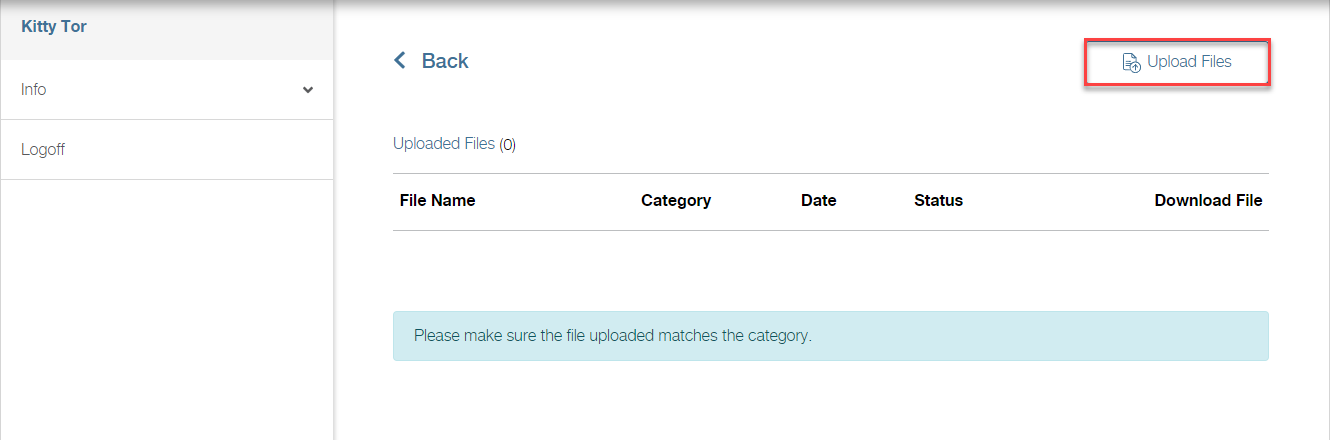 Kitty Tor
Info
Logoff
Back
Upload Files
Uploaded Files (0)
File Name Category Date Status Download File
Please make sure the file uploaded matches the category.